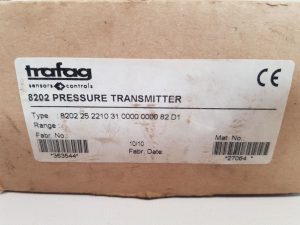 trafag
sensors & controls
CE
8202 PRESSURE TRANSMITTER
Type : 8202 25 2210 31 0000 0000 82 D1
Range :
Fabr. No.: Mat. No.:
10/10
*363544* Fabr. Date: *27064 *